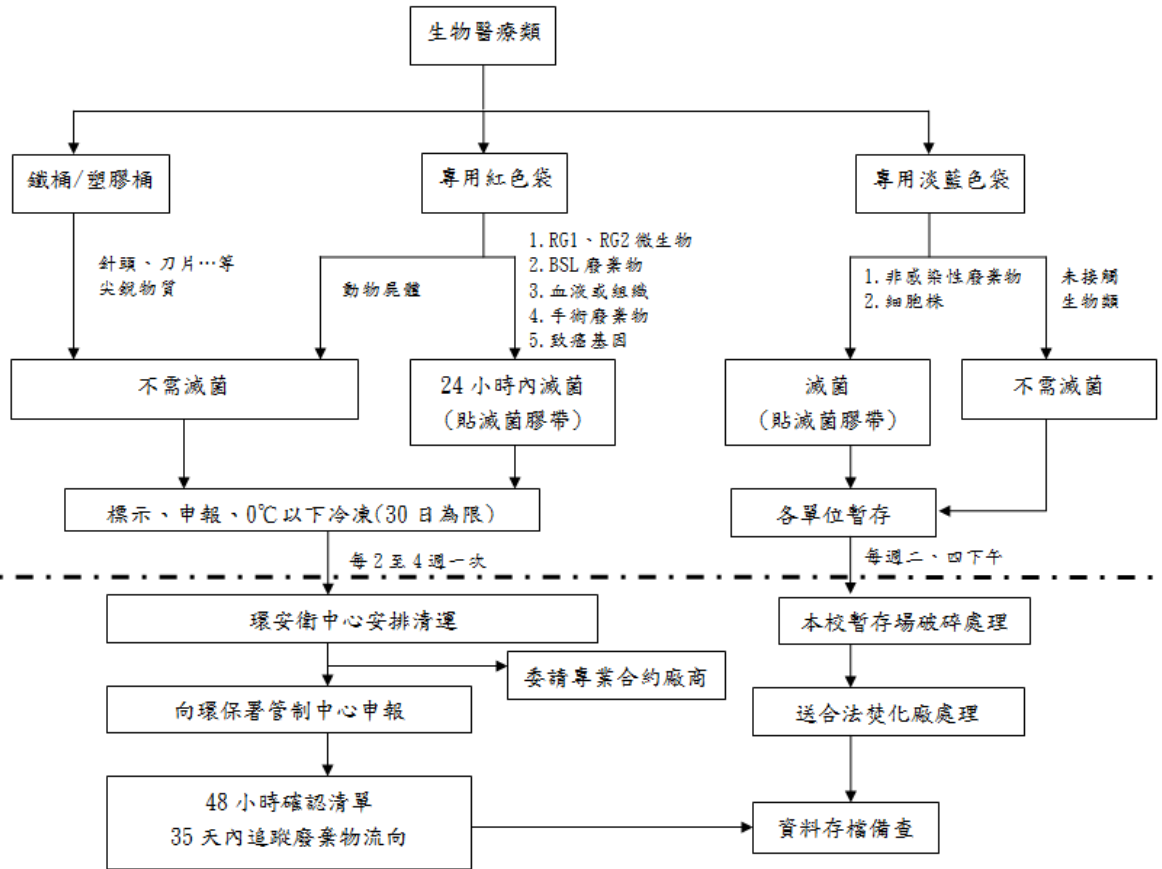 生物醫療類
鐵桶/塑膠桶
專用紅色袋
專用淡藍色袋
針頭、刀片…等
尖銳物質
動物屍體
1. RG1、RG2 微生物
2. BSL 廢棄物
3. 血液或組織
4. 手術廢棄物
5. 致癌基因
1. 非感染性廢棄物
2. 細胞株
未接觸
生物類
不需滅菌
24 小時內滅菌
(貼滅菌膠帶)
滅菌
(貼滅菌膠帶)
不需滅菌
標示、申報、0℃以下冷凍(30 日為限)
各單位暫存
每 2 至 4 週一次
每週二、四下午
環安衛中心安排清運
本校暫存場破碎處理
委請專業合約廠商
向環保署管制中心申報
送合法焚化廠處理
48 小時確認清單
35 天內追蹤廢棄物流向
資料存檔備查